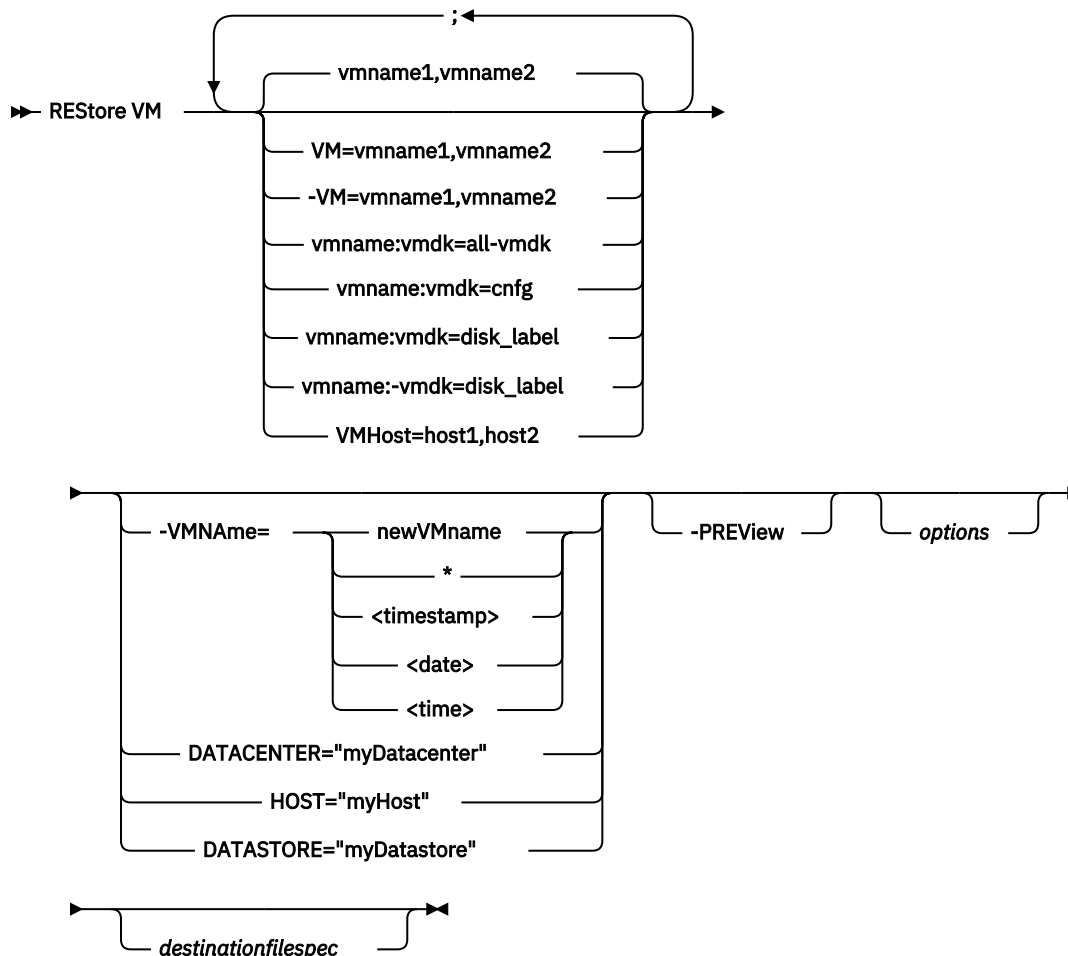 ;
vmname1,vmname2
REStore VM
VM=vmname1,vmname2
-VM=vmname1,vmname2
vmname:vmdk=all-vmdk
vmname:vmdk=cnfg
vmname:vmdk=disk_label
vmname:-vmdk=disk_label
VMHost=host1,host2
-VMNAme= newVMname -PREView options
*
<timestamp>
<date>
<time>
DATACENTER="myDatacenter"
HOST="myHost"
DATASTORE="myDatastore"
destinationfilespec